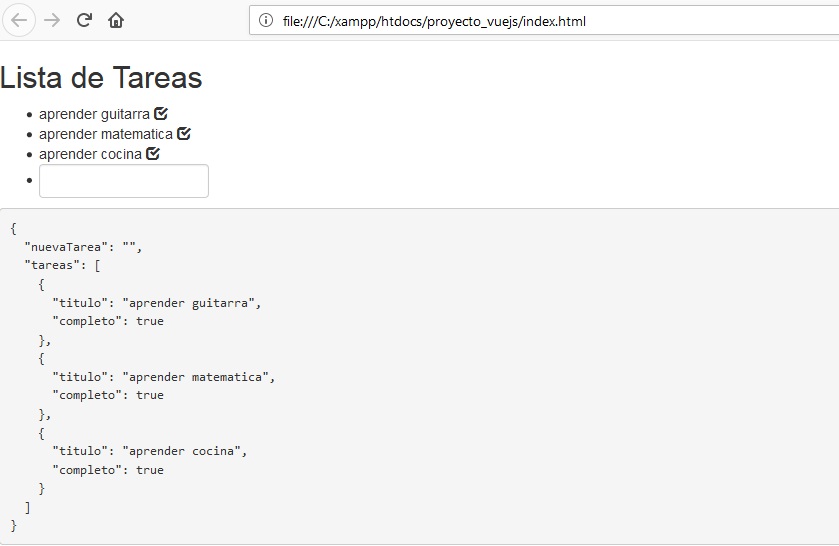 file:///C:/xampp/htdocs/proyecto_vuejs/index.html
Lista de Tareas
aprender guitarra
aprender matematica
aprender cocina
{
  "nuevaTarea": "",
  "tareas": [
    {
      "titulo": "aprender guitarra",
      "completo": true
    },
    {
      "titulo": "aprender matematica",
      "completo": true
    },
    {
      "titulo": "aprender cocina",
      "completo": true
    }
  ]
}